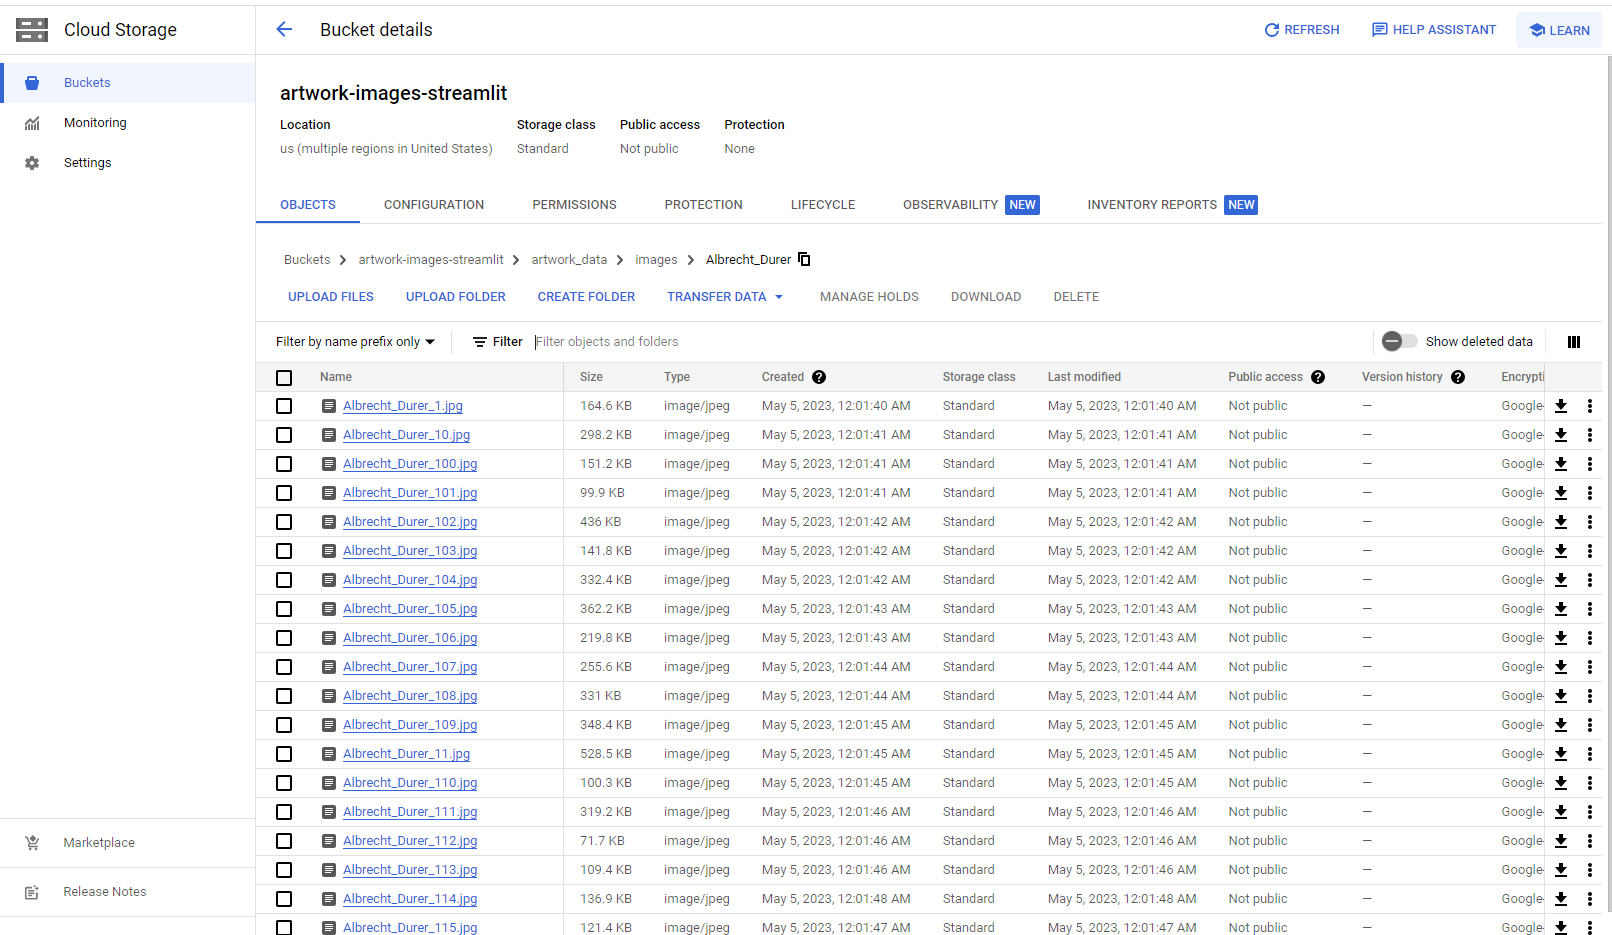 Cloud Storage
Bucket details
REFRESH HELP ASSISTANT LEARN
Buckets
Monitoring
Settings
Marketplace
Release Notes
artwork-images-streamlit
Location Storage class Public access Protection
us (multiple regions in United States) Standard Not public None
OBJECTS CONFIGURATION PERMISSIONS PROTECTION LIFECYCLE OBSERVABILITY NEW INVENTORY REPORTS NEW
Buckets > artwork-images-streamlit > artwork_data > images > Albrecht_Durer
UPLOAD FILES UPLOAD FOLDER CREATE FOLDER TRANSFER DATA MANAGE HOLDS DOWNLOAD DELETE
Filter by name prefix only Filter Filter objects and folders Show deleted data
Name Size Type Created ? Storage class Last modified Public access ? Version history ? Encrypti
Albrecht_Durer_1.jpg 164.6 KB image/jpeg May 5, 2023, 12:01:40 AM Standard May 5, 2023, 12:01:40 AM Not public — Google-
Albrecht_Durer_10.jpg 298.2 KB image/jpeg May 5, 2023, 12:01:41 AM Standard May 5, 2023, 12:01:41 AM Not public — Google-
Albrecht_Durer_100.jpg 151.2 KB image/jpeg May 5, 2023, 12:01:41 AM Standard May 5, 2023, 12:01:41 AM Not public — Google-
Albrecht_Durer_101.jpg 99.9 KB image/jpeg May 5, 2023, 12:01:41 AM Standard May 5, 2023, 12:01:41 AM Not public — Google-
Albrecht_Durer_102.jpg 436 KB image/jpeg May 5, 2023, 12:01:42 AM Standard May 5, 2023, 12:01:42 AM Not public — Google-
Albrecht_Durer_103.jpg 141.8 KB image/jpeg May 5, 2023, 12:01:42 AM Standard May 5, 2023, 12:01:42 AM Not public — Google-
Albrecht_Durer_104.jpg 332.4 KB image/jpeg May 5, 2023, 12:01:42 AM Standard May 5, 2023, 12:01:42 AM Not public — Google-
Albrecht_Durer_105.jpg 362.2 KB image/jpeg May 5, 2023, 12:01:43 AM Standard May 5, 2023, 12:01:43 AM Not public — Google-
Albrecht_Durer_106.jpg 219.8 KB image/jpeg May 5, 2023, 12:01:43 AM Standard May 5, 2023, 12:01:43 AM Not public — Google-
Albrecht_Durer_107.jpg 255.6 KB image/jpeg May 5, 2023, 12:01:44 AM Standard May 5, 2023, 12:01:44 AM Not public — Google-
Albrecht_Durer_108.jpg 331 KB image/jpeg May 5, 2023, 12:01:44 AM Standard May 5, 2023, 12:01:44 AM Not public — Google-
Albrecht_Durer_109.jpg 348.4 KB image/jpeg May 5, 2023, 12:01:45 AM Standard May 5, 2023, 12:01:45 AM Not public — Google-
Albrecht_Durer_11.jpg 528.5 KB image/jpeg May 5, 2023, 12:01:45 AM Standard May 5, 2023, 12:01:45 AM Not public — Google-
Albrecht_Durer_110.jpg 100.3 KB image/jpeg May 5, 2023, 12:01:45 AM Standard May 5, 2023, 12:01:45 AM Not public — Google-
Albrecht_Durer_111.jpg 319.2 KB image/jpeg May 5, 2023, 12:01:46 AM Standard May 5, 2023, 12:01:46 AM Not public — Google-
Albrecht_Durer_112.jpg 71.7 KB image/jpeg May 5, 2023, 12:01:46 AM Standard May 5, 2023, 12:01:46 AM Not public — Google-
Albrecht_Durer_113.jpg 109.4 KB image/jpeg May 5, 2023, 12:01:46 AM Standard May 5, 2023, 12:01:46 AM Not public — Google-
Albrecht_Durer_114.jpg 136.9 KB image/jpeg May 5, 2023, 12:01:48 AM Standard May 5, 2023, 12:01:48 AM Not public — Google-
Albrecht_Durer_115.jpg 121.4 KB image/jpeg May 5, 2023, 12:01:47 AM Standard May 5, 2023, 12:01:47 AM Not public — Google-